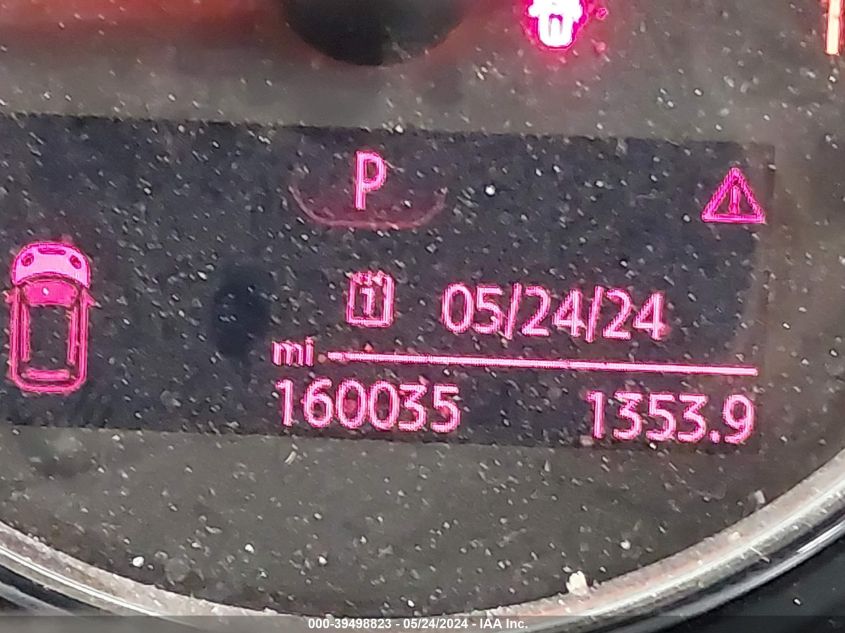 P
i 05/24/24
mi
160035 1353.9
000-39498823 - 05/24/2024 - IAA Inc.